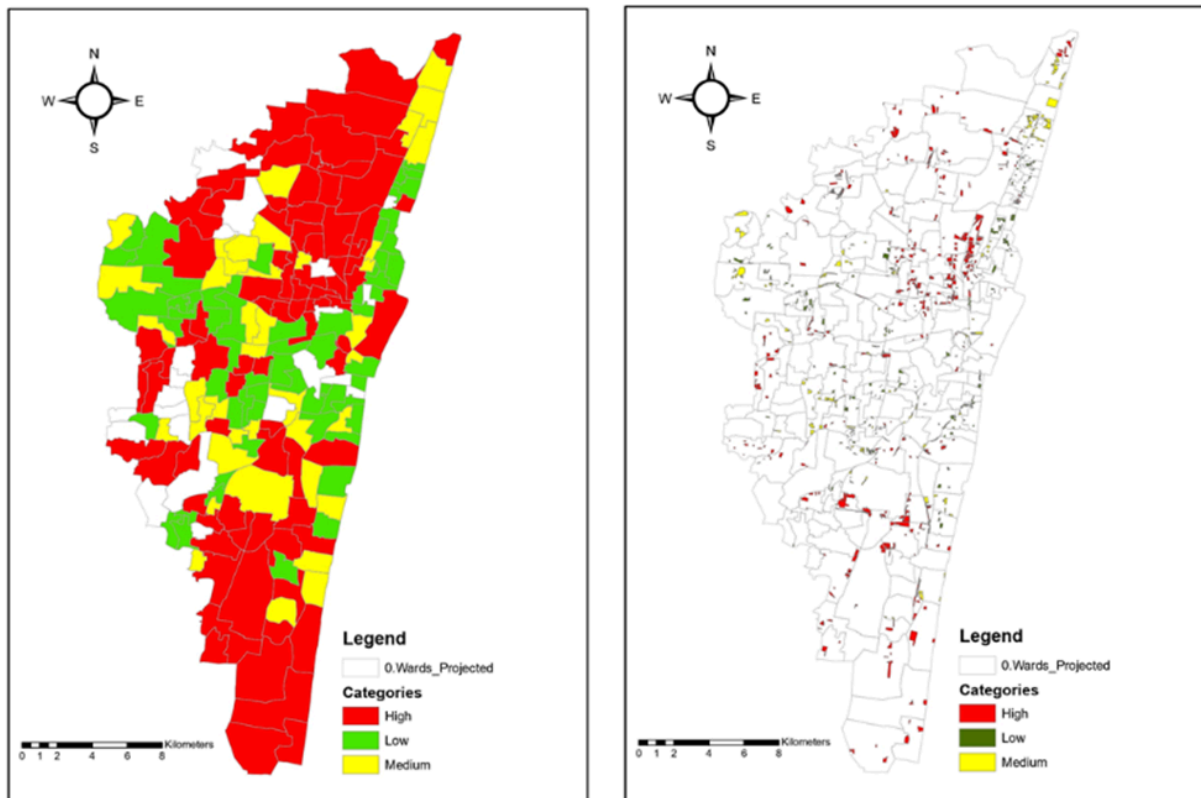 N
W E
S
Legend
0.Wards_Projected
Categories
High
Low
Medium
Kilometers
0 1 2 4 6 8
N
W E
S
Legend
0.Wards_Projected
Categories
High
Low
Medium
Kilometers
0 1 2 4 6 8